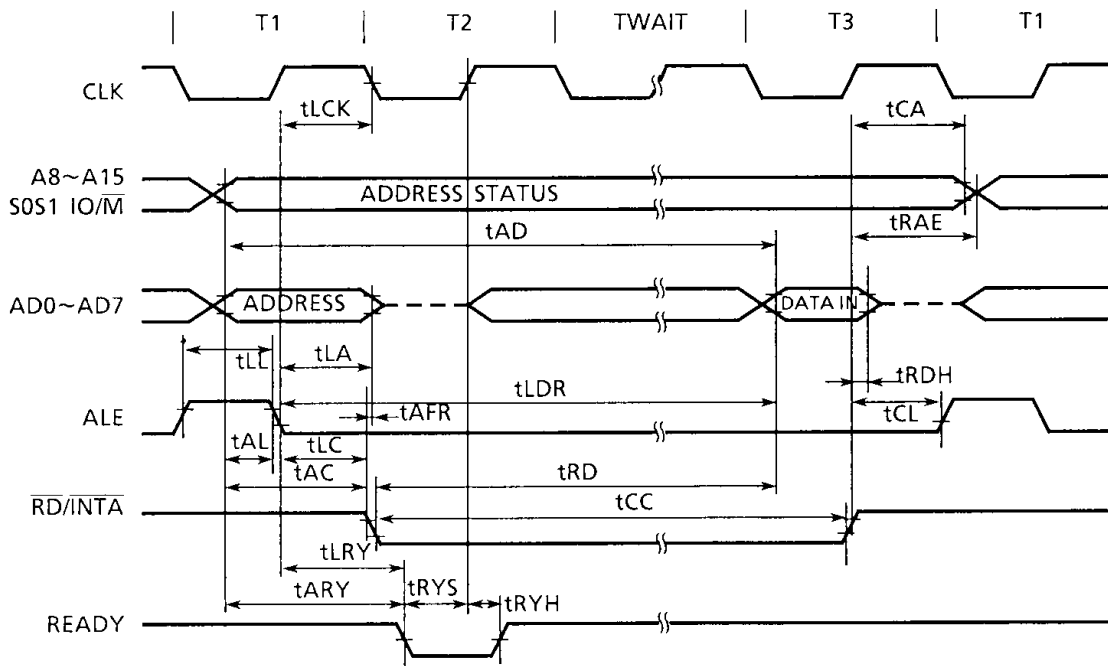 T1 T2 TWAIT T3 T1
CLK
tLCK
tCA
A8~A15
S0S1 IO/M̅
ADDRESS STATUS
tRAE
tAD
AD0~AD7
ADDRESS
DATA IN
tLL
tLA
tRDH
tLDR
ALE
tAFR
tCL
tAL
tLC
tAC
tRD
R̅D̅/I̅N̅T̅A̅
tCC
tLRY
tARY
tRYS
tRYH
READY